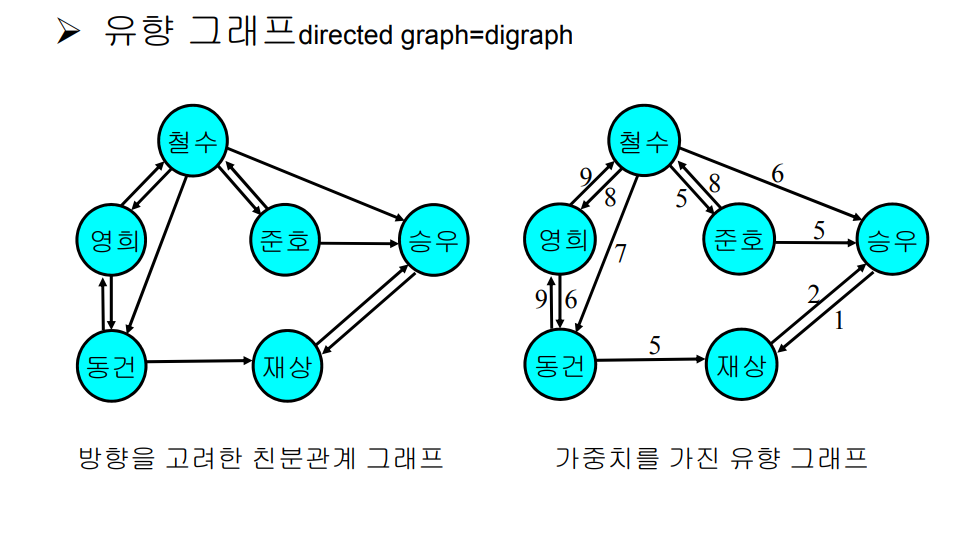 ➤ 유향 그래프directed graph=digraph
철수
영희
준호
승우
동건
재상
방향을 고려한 친분관계 그래프
철수
9
8
5
8
6
영희
준호
5
승우
7
9
6
2
1
동건
5
재상
가중치를 가진 유향 그래프